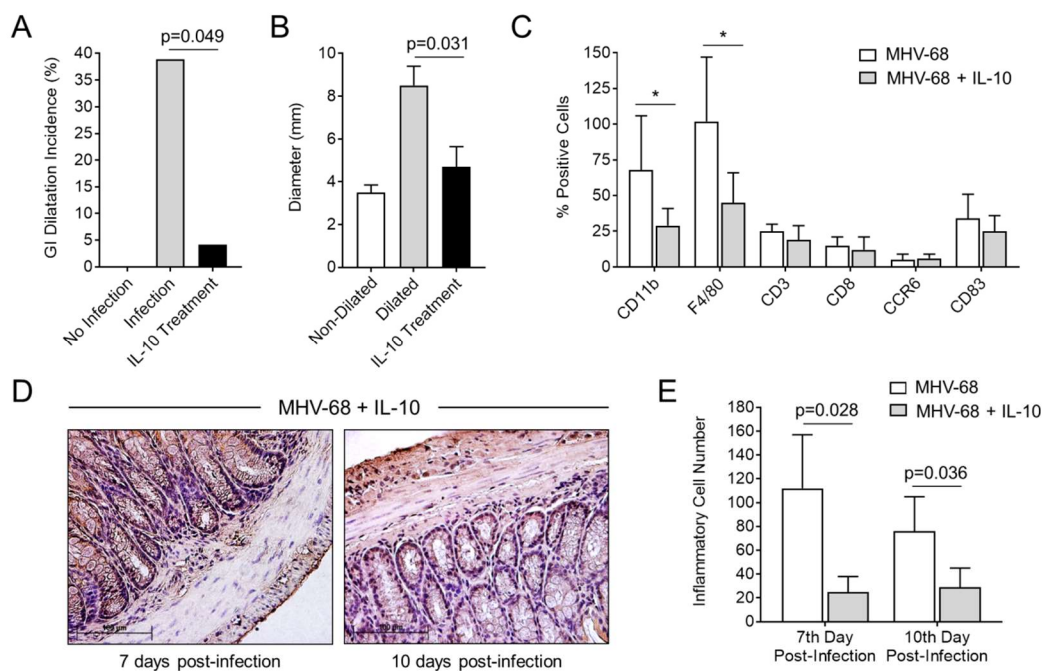 A
GI Dilatation Incidence (%)
40
35
30
25
20
15
10
5
0
p=0.049
No Infection
Infection
IL-10 Treatment
B
Diameter (mm)
10
8
6
4
2
0
p=0.031
Non-Dilated
Dilated
IL-10 Treatment
C
% Positive Cells
150
125
100
75
50
25
0
*
*
MHV-68
MHV-68 + IL-10
CD11b
F4/80
CD3
CD8
CCR6
CD83
D
MHV-68 + IL-10
100 µm
100 µm
7 days post-infection
10 days post-infection
E
MHV-68
MHV-68 + IL-10
Inflammatory Cell Number
180
160
140
120
100
80
60
40
20
0
p=0.028
p=0.036
7th Day
Post-Infection
10th Day
Post-Infection